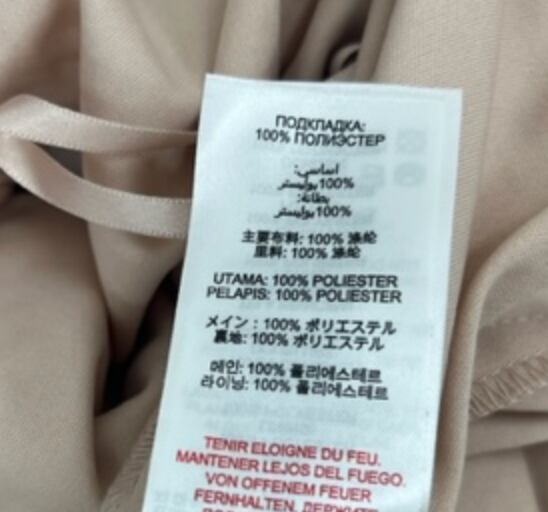 ПОДКЛАДКА:
100% ПОЛИЭСТЕР
اساسي:
100% بوليستر
بطانة:
100% بوليستر
主要布料: 100% 涤纶
里料: 100% 涤纶
UTAMA: 100% POLIESTER
PELAPIS: 100% POLIESTER
メイン : 100% ポリエステル
裏地: 100% ポリエステル
메인: 100% 폴리에스테르
라이닝: 100% 폴리에스테르
TENIR ELOIGNE DU FEU.
MANTENER LEJOS DEL FUEGO.
VON OFFENEM FEUER
FERNHALTEN. ДЕРЖИТЕ